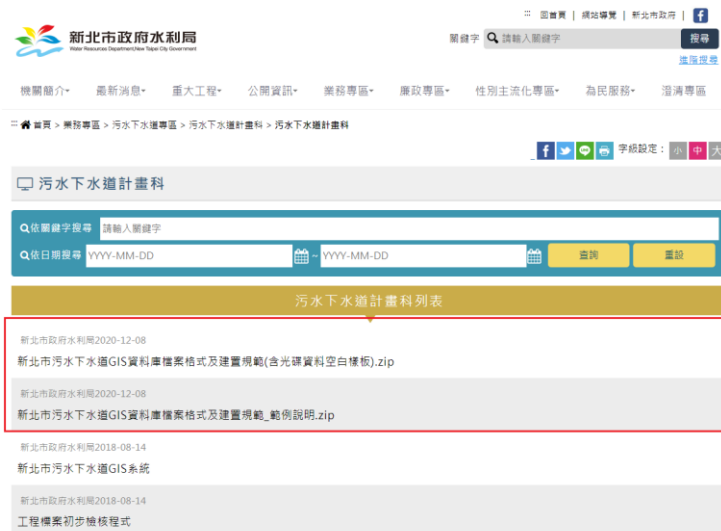 ::: 回首頁 | 網站導覽 | 新北市政府 | f
新北市政府水利局
Water Resources Department,New Taipei City Government
關鍵字 請輸入關鍵字 搜尋
進階搜尋
機關簡介 最新消息 重大工程 公開資訊 業務專區 廉政專區 性別主流化專區 為民服務 澄清專區
::: 首頁 > 業務專區 > 污水下水道專區 > 污水下水道計畫科 > 污水下水道計畫科
字級設定： 小 中 大
污水下水道計畫科
依關鍵字搜尋 請輸入關鍵字
依日期搜尋 YYYY-MM-DD ~ YYYY-MM-DD 查詢 重設
污水下水道計畫科列表
新北市政府水利局2020-12-08
新北市污水下水道GIS資料庫檔案格式及建置規範(含光碟資料空白樣板).zip
新北市政府水利局2020-12-08
新北市污水下水道GIS資料庫檔案格式及建置規範_範例說明.zip
新北市政府水利局2018-08-14
新北市污水下水道GIS系統
新北市政府水利局2018-08-14
工程標案初步檢核程式